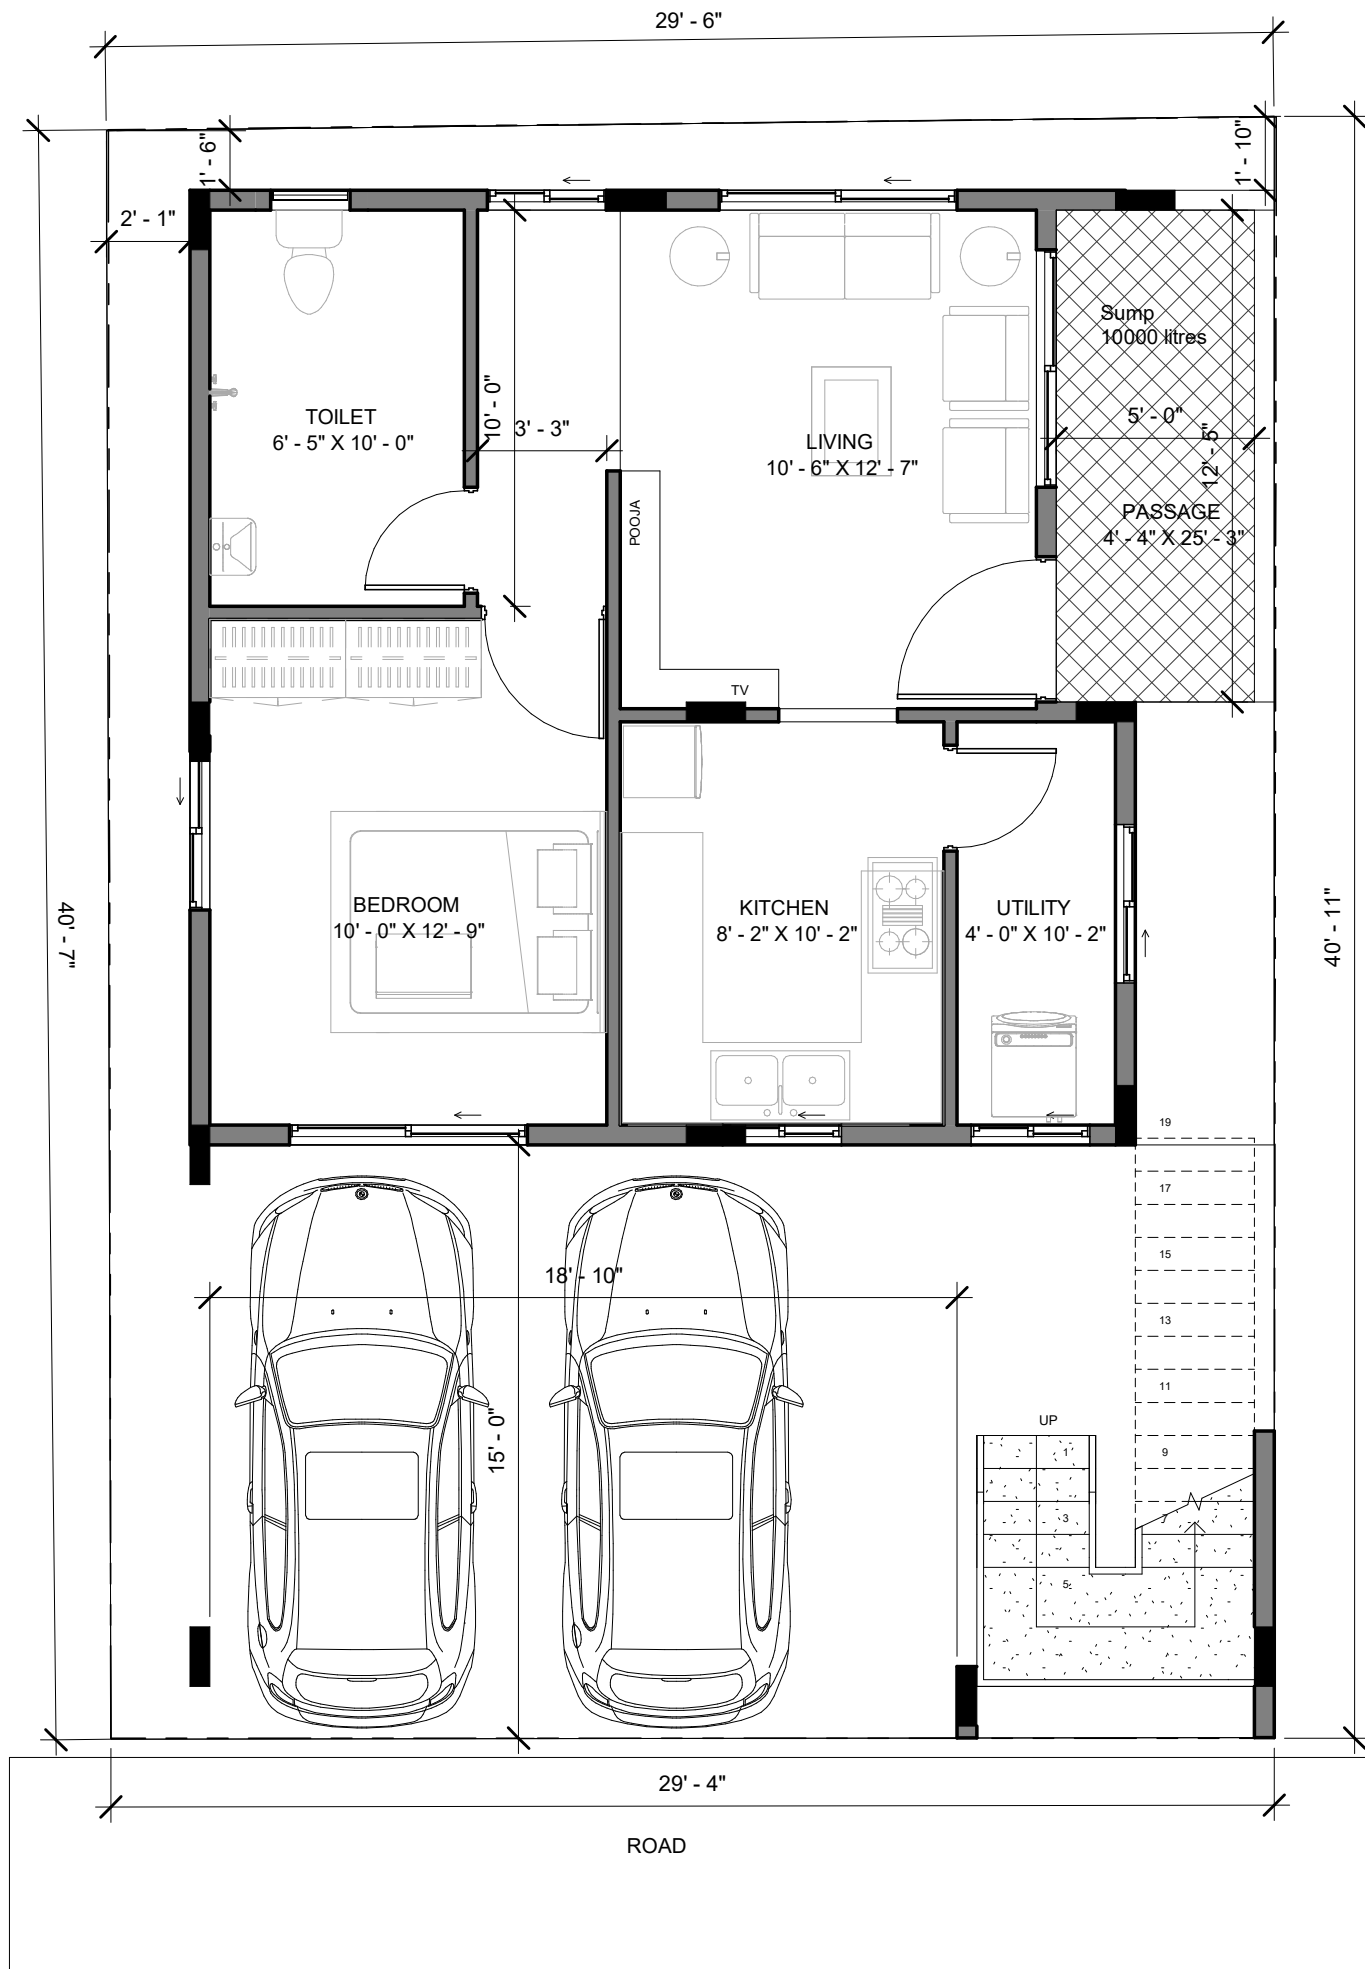 29' - 6"
1' - 6"
1' - 10"
2' - 1"
Sump
10000 litres
10' - 0"
3' - 3"
TOILET
6' - 5" X 10' - 0"
LIVING
10' - 6" X 12' - 7"
5' - 0"
12' - 5"
POOJA
PASSAGE
4' - 4" X 25' - 3"
TV
BEDROOM
10' - 0" X 12' - 9"
KITCHEN
8' - 2" X 10' - 2"
UTILITY
4' - 0" X 10' - 2"
40' - 7"
40' - 11"
19
17
15
18' - 10"
13
11
15' - 0"
UP
1
9
3
7
5
29' - 4"
ROAD